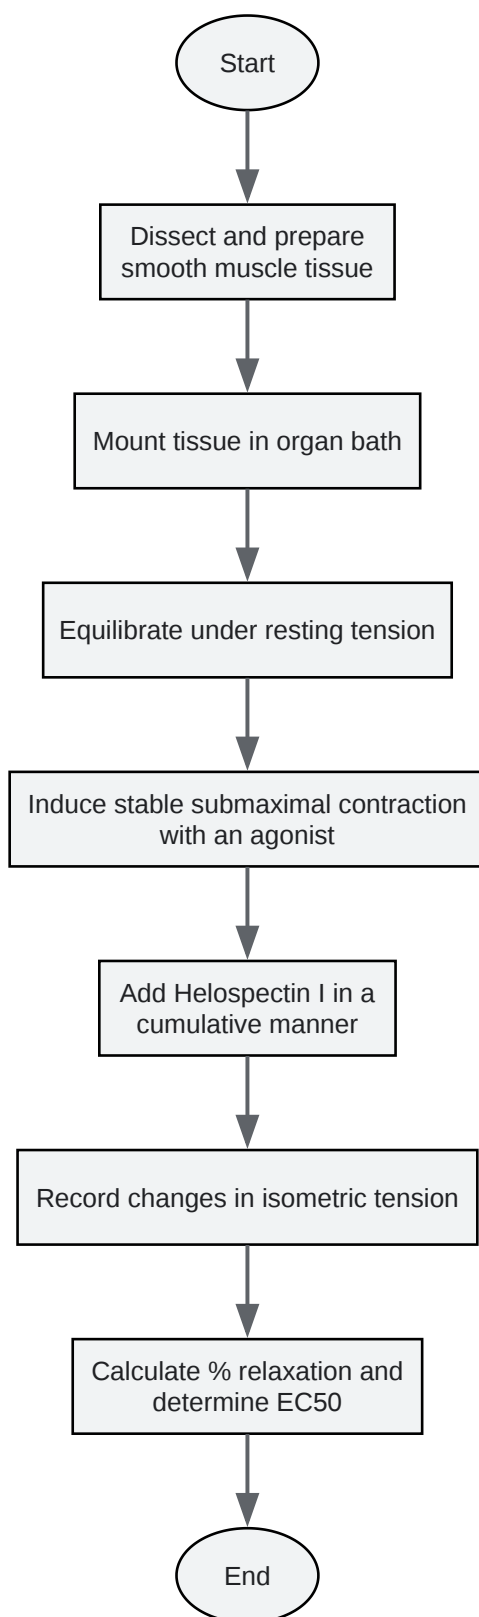 Start
Dissect and prepare
smooth muscle tissue
Mount tissue in organ bath
Equilibrate under resting tension
Induce stable submaximal contraction
with an agonist
Add Helospectin I in a
cumulative manner
Record changes in isometric tension
Calculate % relaxation and
determine EC50
End